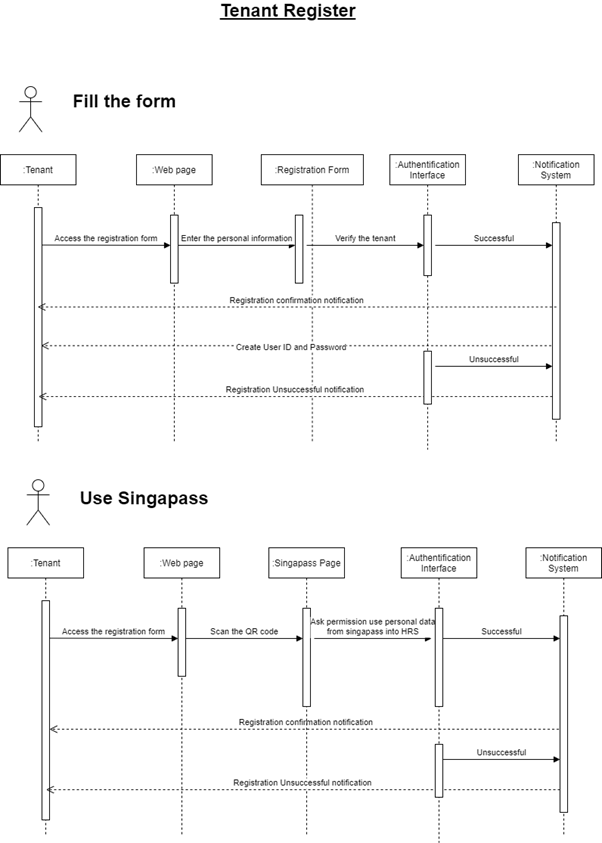 Tenant Register
Fill the form
:Tenant
:Web page
:Registration Form
:Authentification
Interface
:Notification
System
Access the registration form
Enter the personal information
Verify the tenant
Successful
Registration confirmation notification
Create User ID and Password
Unsuccessful
Registration Unsuccessful notification
Use Singapass
:Tenant
:Web page
:Singapass Page
:Authentification
Interface
:Notification
System
Access the registration form
Scan the QR code
Ask permission use personal data
from singapass into HRS
Successful
Registration confirmation notification
Unsuccessful
Registration Unsuccessful notification